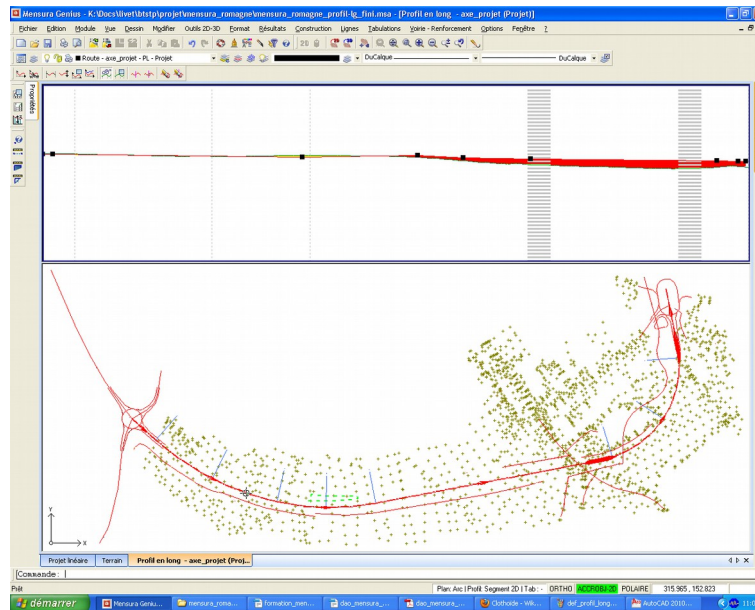 Mensura Genius - K:\Docs\livet\btstp\projet\mensura_romagne\mensura_romagne_profil-lg_fini.msa - [Profil en long - axe_projet (Projet)]
Fichier Edition Module Vue Dessin Modifier Outils 2D-3D Format Résultats Construction Lignes Tabulations Voirie - Renforcement Options Fenêtre ?
Route - axe_projet - PL - Projet DuCalque DuCalque
Propriétés
Y
X
Projet linéaire Terrain Profil en long - axe_projet (Proj...
Commande:
Prêt Plan: Arc | Profil: Segment 2D | Tab : - ORTHO ACCROBJ-2D POLAIRE 315.965 , 152.823
démarrer Mensura Geniu... mensura_roma... formation_men... dao_mensura_... dao_mensura_... Clothoïde - Wik... def_profil_long... AutoCAD 2010...